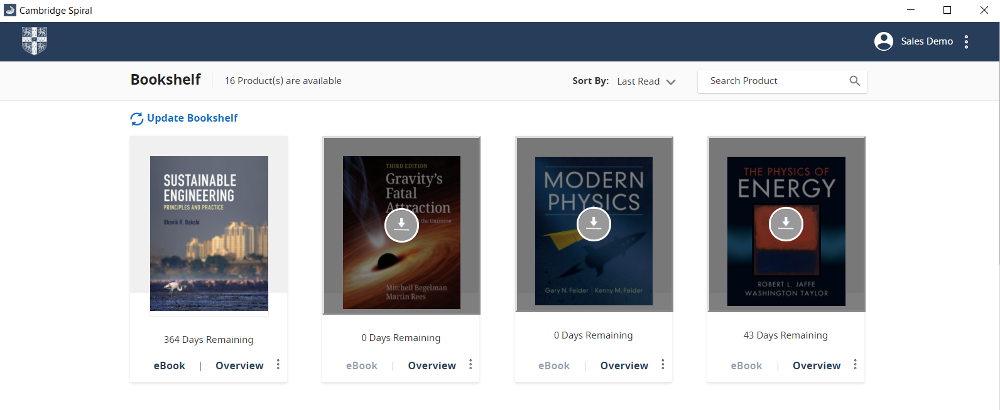 Cambridge Spiral
Sales Demo
Bookshelf
16 Product(s) are available
Sort By: Last Read
Search Product
Update Bookshelf
SUSTAINABLE
ENGINEERING
PRINCIPLES AND PRACTICE
Bhavik R. Bakshi
364 Days Remaining
eBook | Overview
THIRD EDITION
Gravity's
Fatal
Attraction
the Universe
Mitchell Begelman
Martin Rees
0 Days Remaining
eBook | Overview
MODERN
PHYSICS
Gary N. Felder | Kenny M. Felder
0 Days Remaining
eBook | Overview
THE PHYSICS OF
ENERGY
ROBERT L. JAFFE
WASHINGTON TAYLOR
43 Days Remaining
eBook | Overview